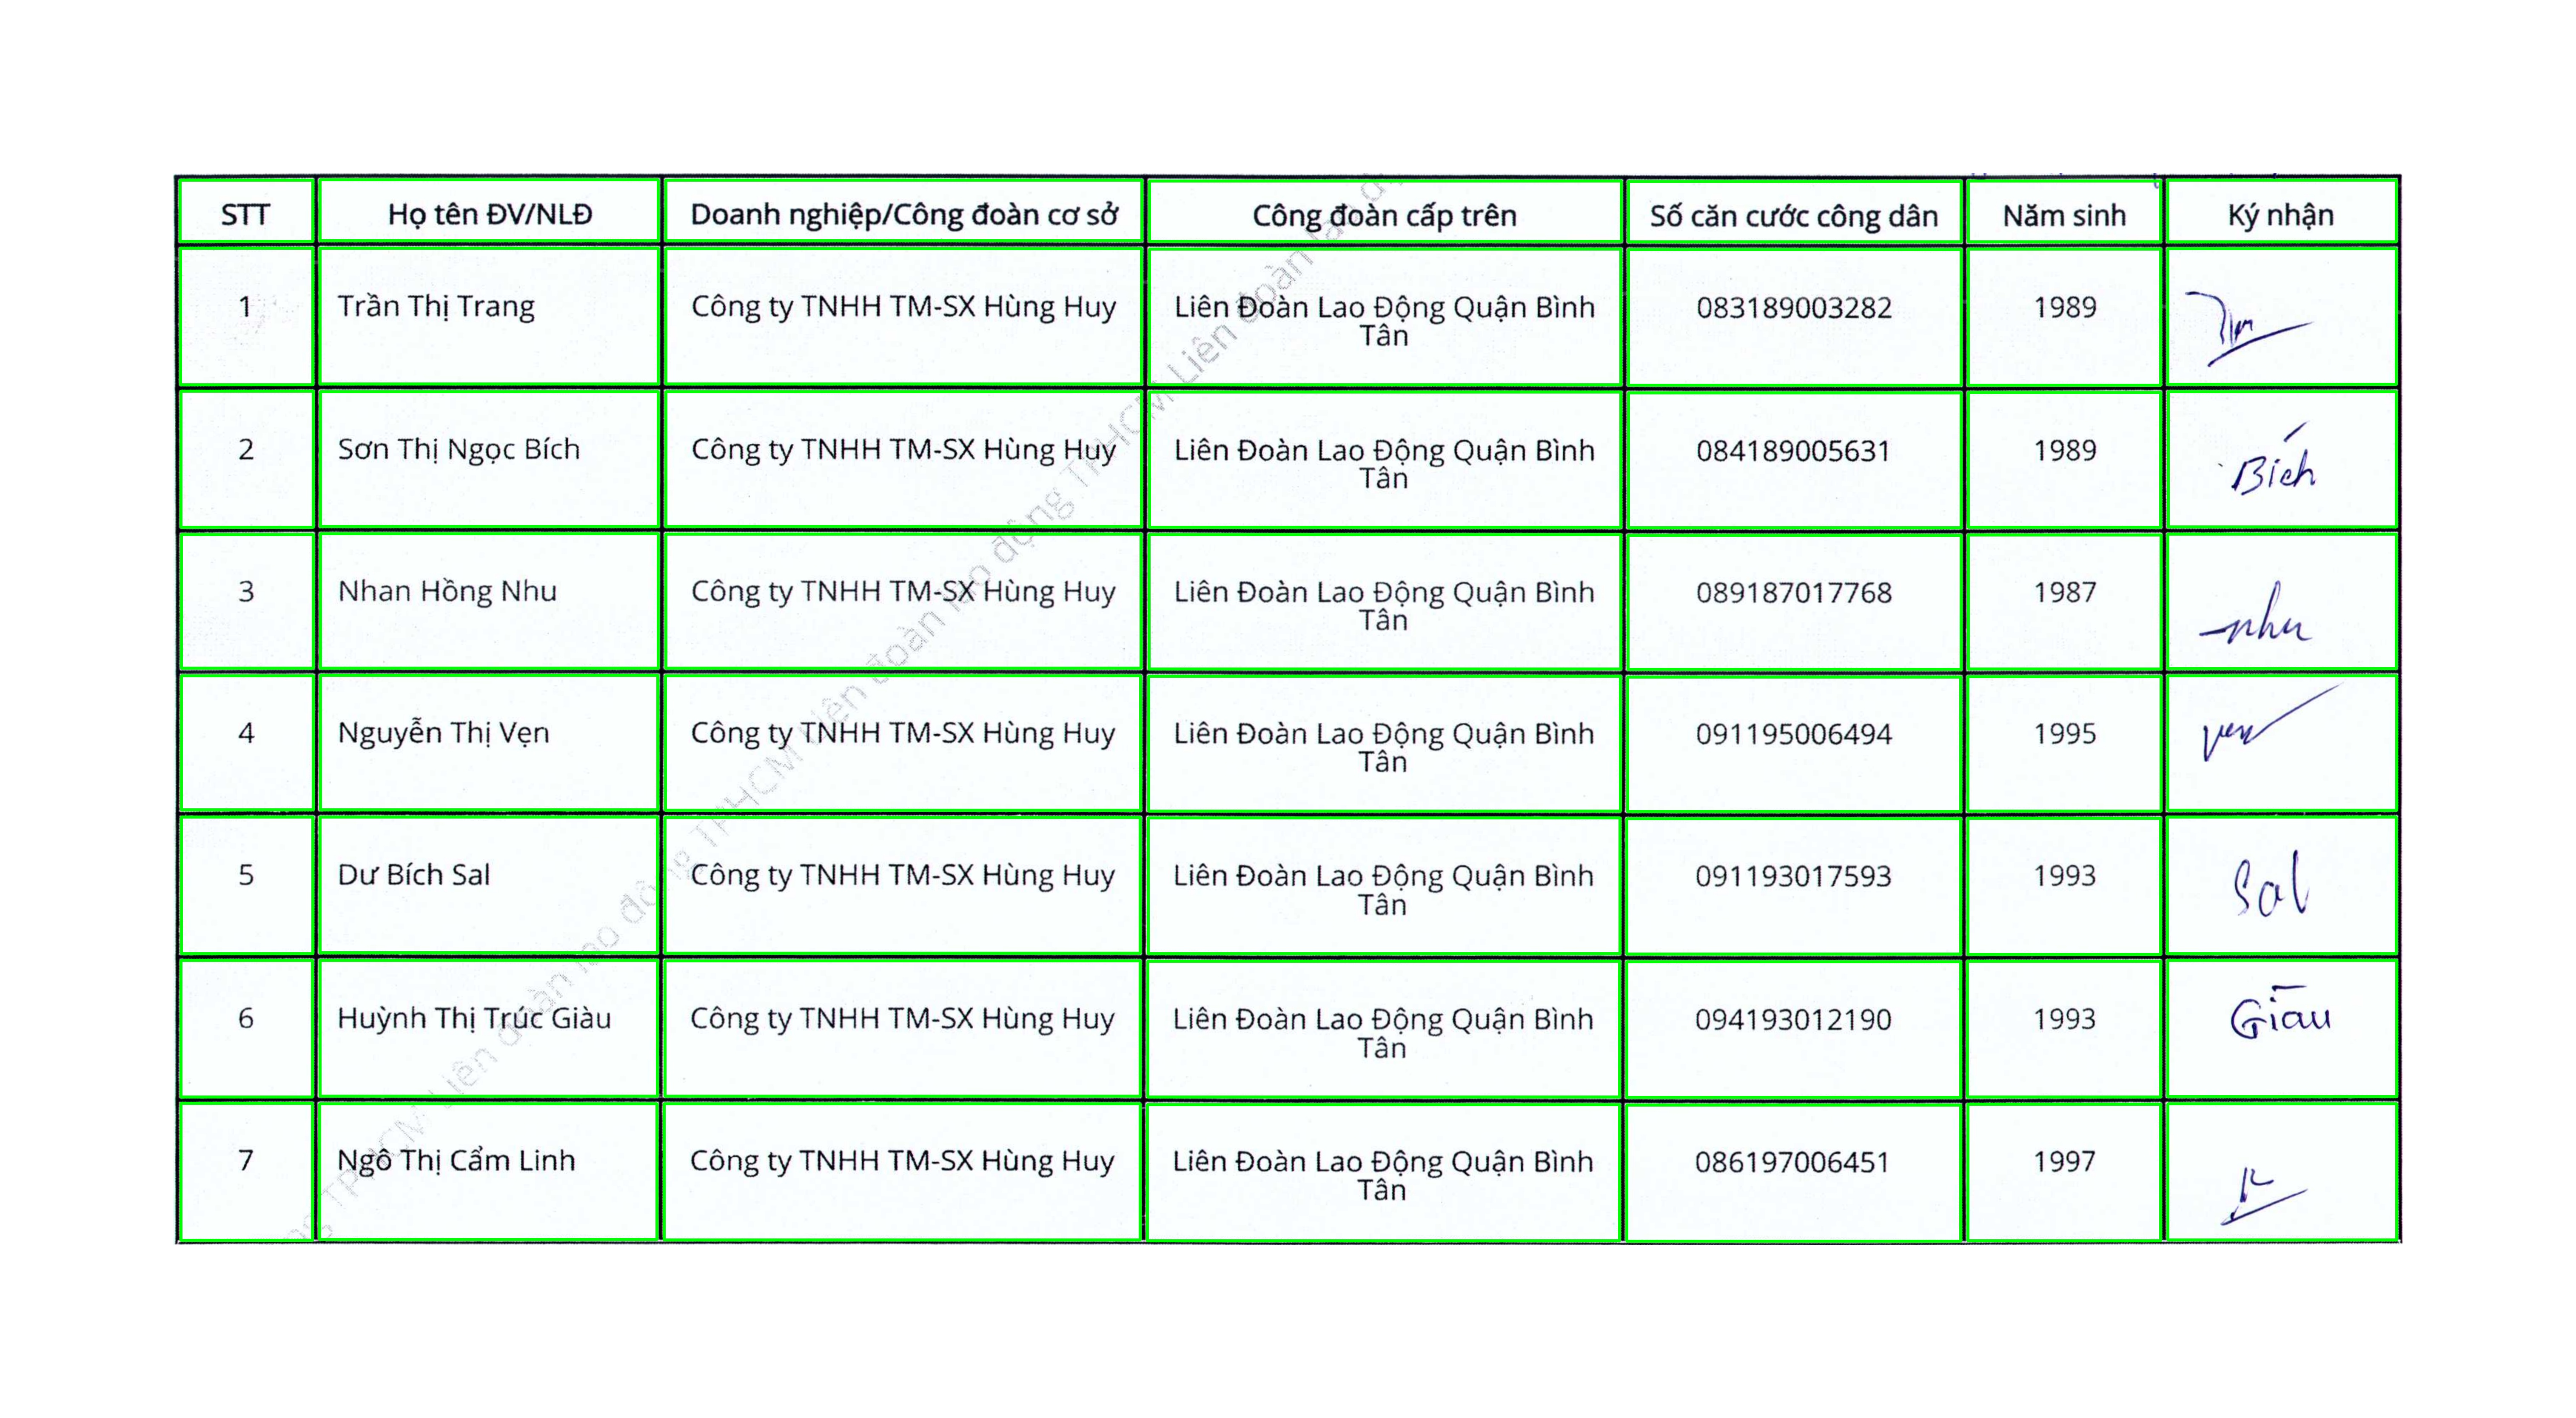 STT Họ tên ĐV/NLĐ Doanh nghiệp/Công đoàn cơ sở Công đoàn cấp trên Số căn cước công dân Năm sinh Ký nhận
1 Trần Thị Trang Công ty TNHH TM-SX Hùng Huy Liên Đoàn Lao Động Quận Bình 083189003282 1989
Tân
2 Sơn Thị Ngọc Bích Công ty TNHH TM-SX Hùng Huy Liên Đoàn Lao Động Quận Bình 084189005631 1989 Bích
Tân
3 Nhan Hồng Nhu Công ty TNHH TM-SX Hùng Huy Liên Đoàn Lao Động Quận Bình 089187017768 1987 nhu
Tân
4 Nguyễn Thị Vẹn Công ty TNHH TM-SX Hùng Huy Liên Đoàn Lao Động Quận Bình 091195006494 1995 Ven
Tân
5 Dư Bích Sal Công ty TNHH TM-SX Hùng Huy Liên Đoàn Lao Động Quận Bình 091193017593 1993 Sal
Tân
6 Huỳnh Thị Trúc Giàu Công ty TNHH TM-SX Hùng Huy Liên Đoàn Lao Động Quận Bình 094193012190 1993 Giàu
Tân
7 Ngô Thị Cẩm Linh Công ty TNHH TM-SX Hùng Huy Liên Đoàn Lao Động Quận Bình 086197006451 1997
Tân
TPHCM Liên đoàn lao động TPHCM Liên đoàn lao động TPHCM Liên đoàn lao